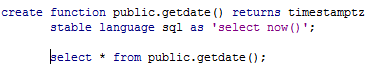 create function public.getdate() returns timestamptz
stable language sql as 'select now()';
select * from public.getdate();